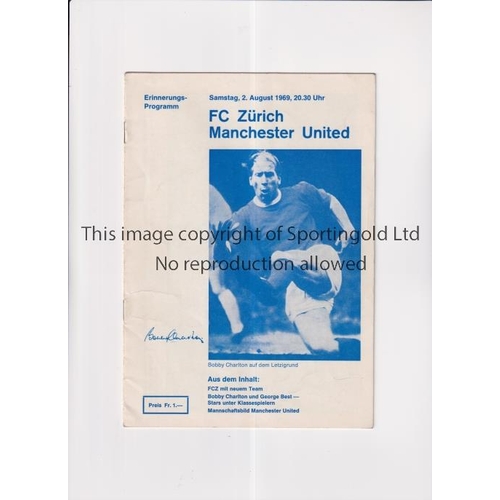 Erinnerungs-
Programm
Samstag, 2. August 1969, 20.30 Uhr
FC Zürich
Manchester United
This image copyright of Sportingold Ltd
No reproduction allowed
Bobby Charlton auf dem Letzigrund
Aus dem Inhalt:
FCZ mit neuem Team
Bobby Charlton und George Best —
Stars unter Klassespielern
Mannschaftsbild Manchester United
Preis Fr. 1.—